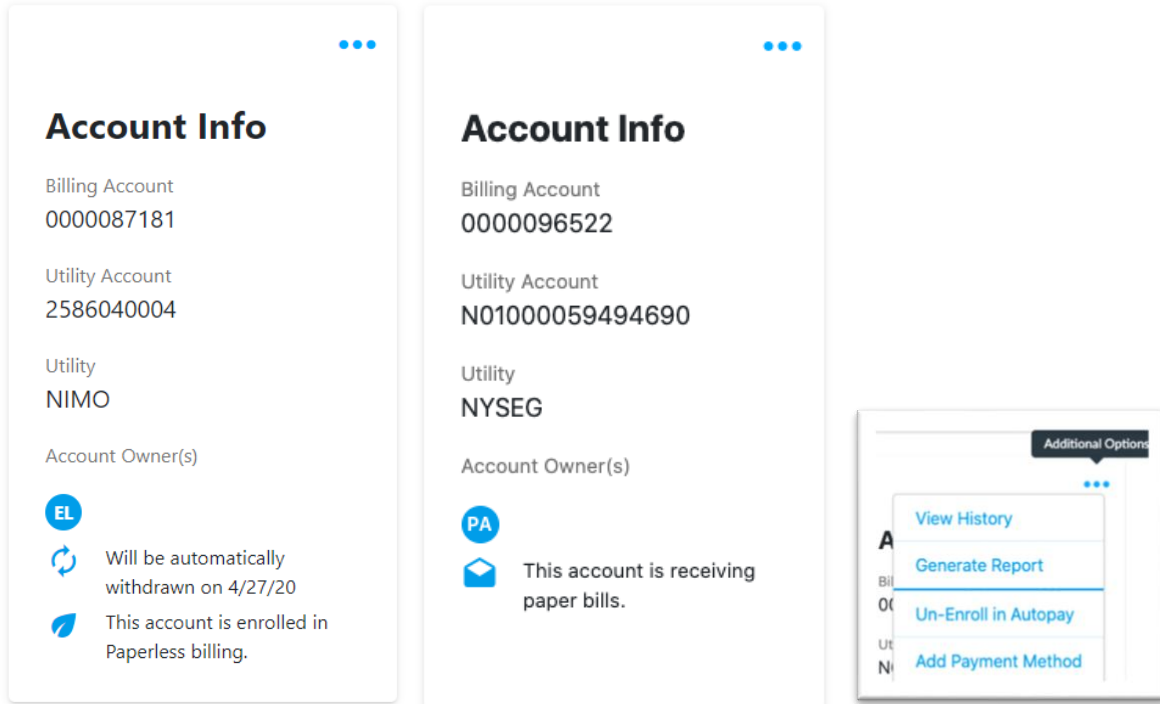 Account Info
Billing Account
0000087181
Utility Account
2586040004
Utility
NIMO
Account Owner(s)
EL
Will be automatically
withdrawn on 4/27/20
This account is enrolled in
Paperless billing.
Account Info
Billing Account
0000096522
Utility Account
N01000059494690
Utility
NYSEG
Account Owner(s)
PA
This account is receiving
paper bills.
Additional Options
View History
A
Generate Report
Bil
00
Un-Enroll in Autopay
Ut
Add Payment Method